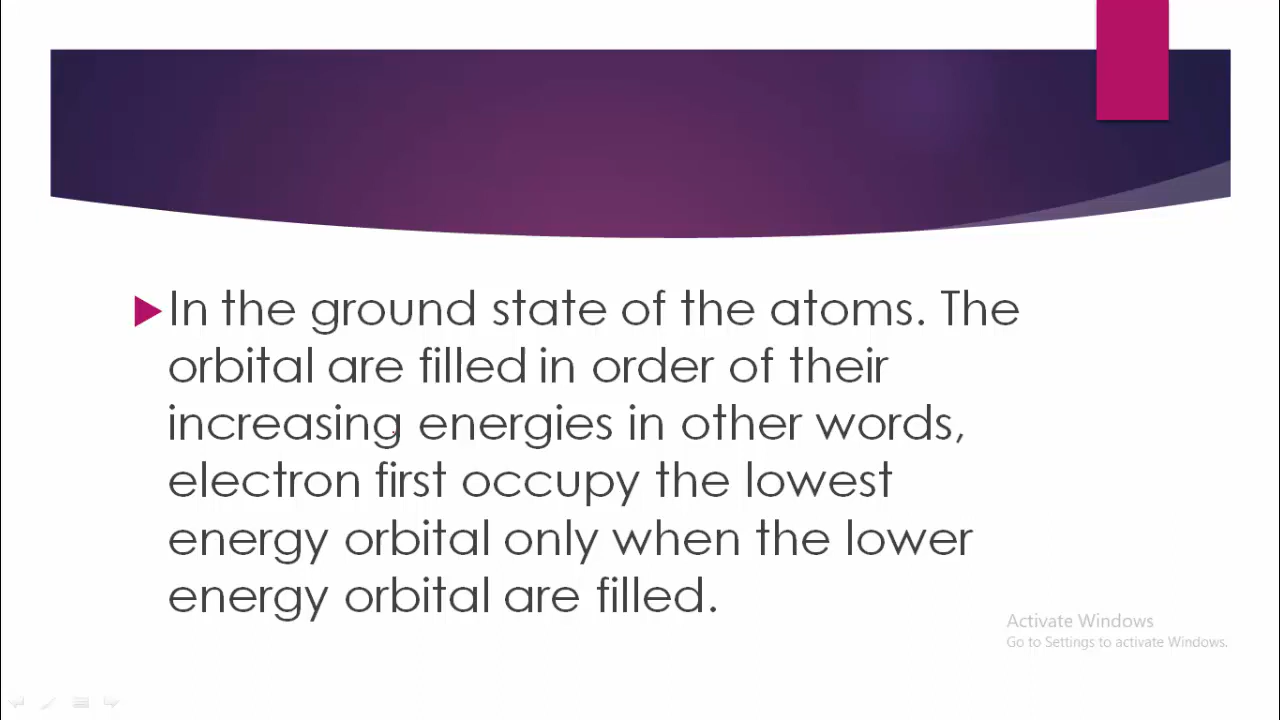 In the ground state of the atoms. The
orbital are filled in order of their
increasing energies in other words,
electron first occupy the lowest
energy orbital only when the lower
energy orbital are filled.
Activate Windows
Go to Settings to activate Windows.